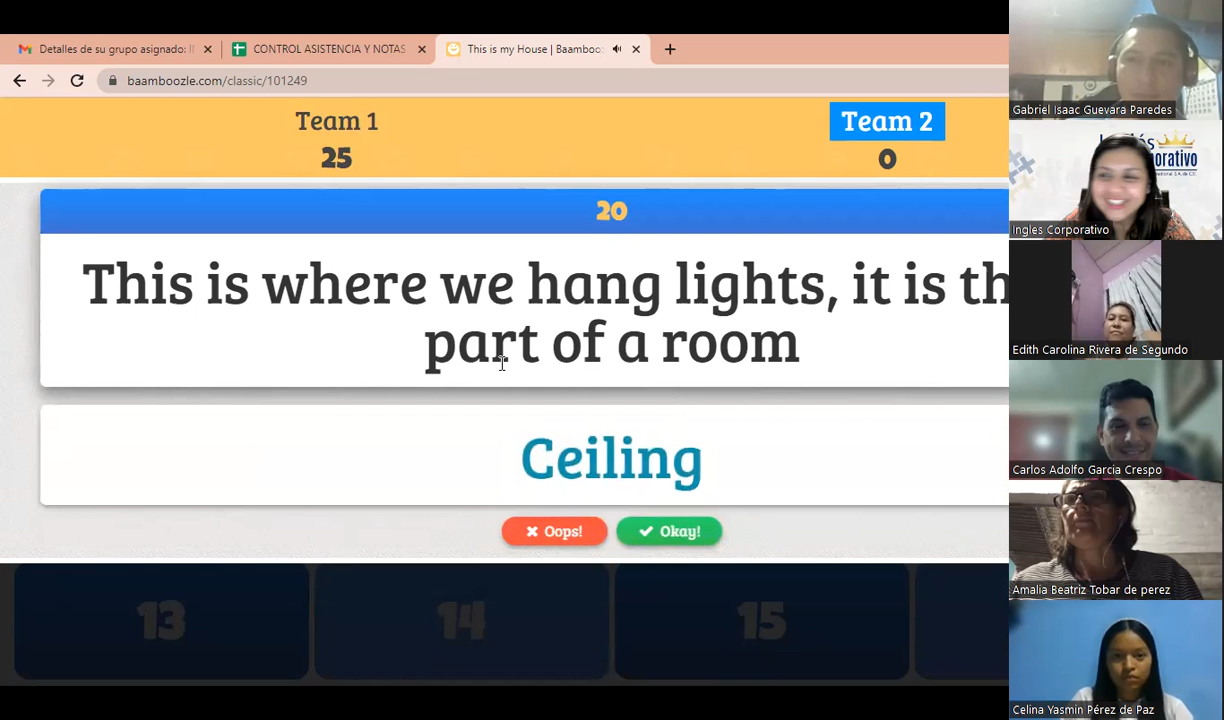 Detalles de su grupo asignado: I
CONTROL ASISTENCIA Y NOTAS
This is my House | Baamboo
baamboozle.com/classic/101249
Team 1
25
Team 2
0
20
This is where we hang lights, it is th
part of a room
Ceiling
Oops!
Okay!
13
14
15
Gabriel Isaac Guevara Paredes
Ingles Corporativo
Edith Carolina Rivera de Segundo
Carlos Adolfo Garcia Crespo
Amalia Beatriz Tobar de perez
Celina Yasmin Pérez de Paz